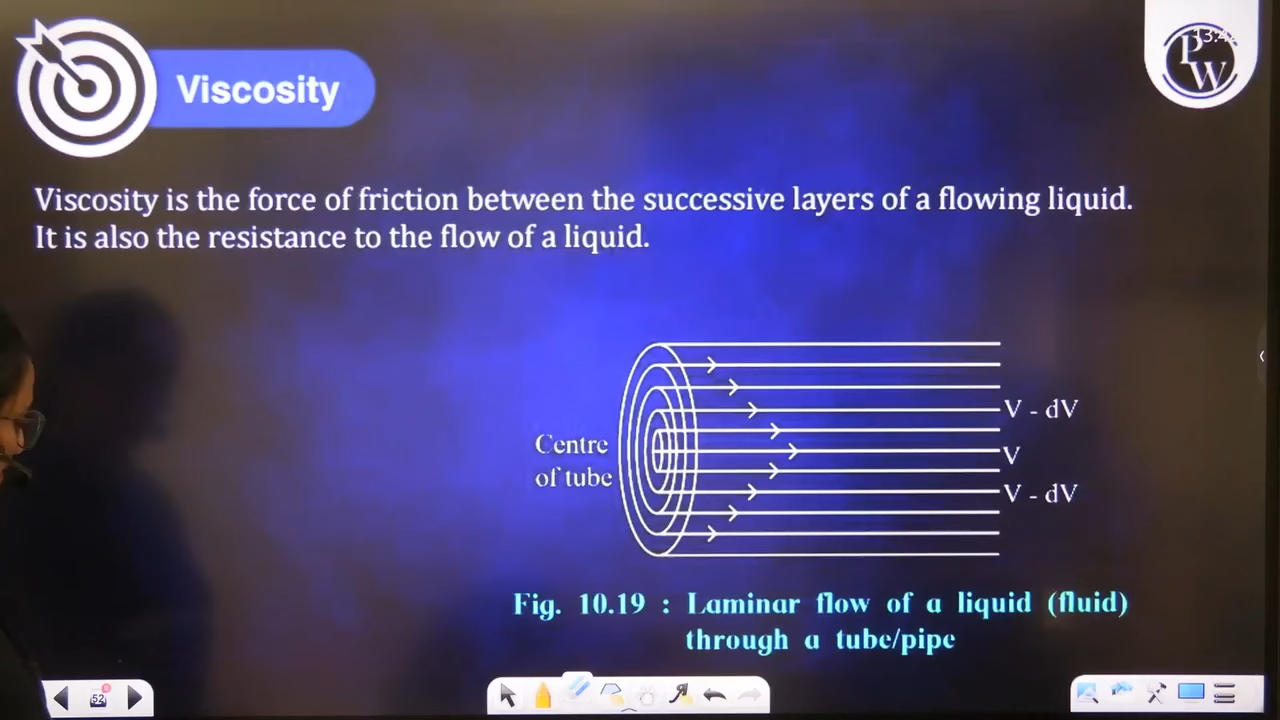 Viscosity
PW
Viscosity is the force of friction between the successive layers of a flowing liquid.
It is also the resistance to the flow of a liquid.
V - dV
Centre
of tube
V
V - dV
Fig. 10.19 : Laminar flow of a liquid (fluid)
through a tube/pipe
52